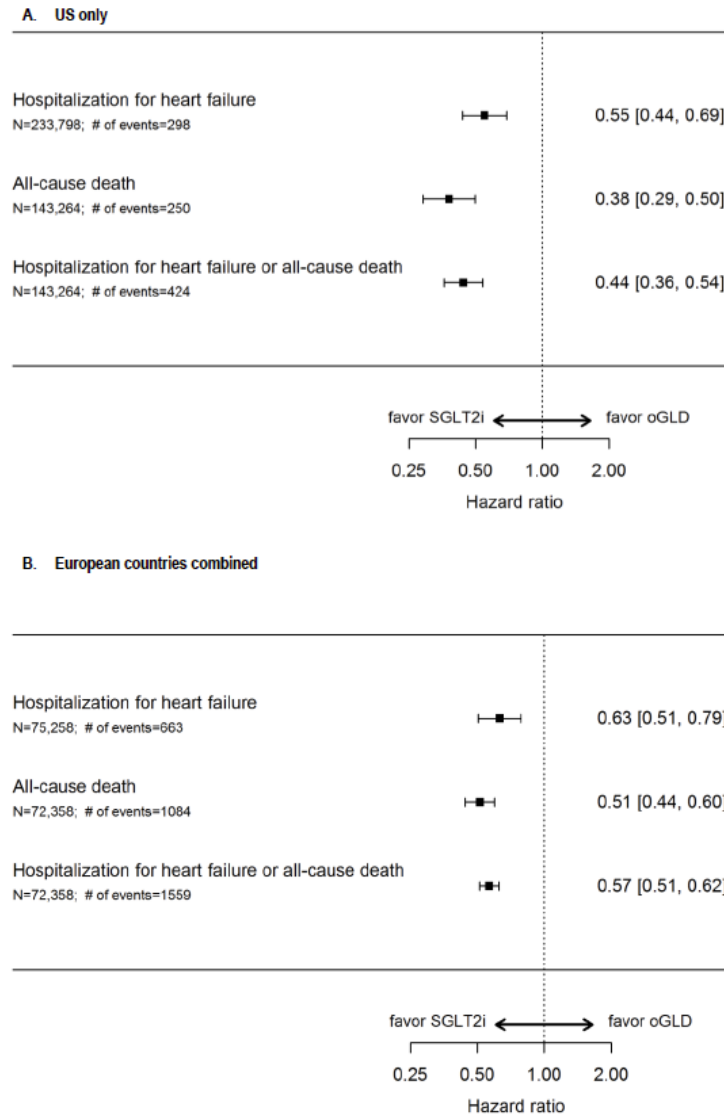 A. US only
Hospitalization for heart failure
N=233,798; # of events=298
0.55 [0.44, 0.69]
All-cause death
N=143,264; # of events=250
0.38 [0.29, 0.50]
Hospitalization for heart failure or all-cause death
N=143,264; # of events=424
0.44 [0.36, 0.54]
favor SGLT2i favor oGLD
0.25 0.50 1.00 2.00
Hazard ratio
B. European countries combined
Hospitalization for heart failure
N=75,258; # of events=663
0.63 [0.51, 0.79]
All-cause death
N=72,358; # of events=1084
0.51 [0.44, 0.60]
Hospitalization for heart failure or all-cause death
N=72,358; # of events=1559
0.57 [0.51, 0.62]
favor SGLT2i favor oGLD
0.25 0.50 1.00 2.00
Hazard ratio